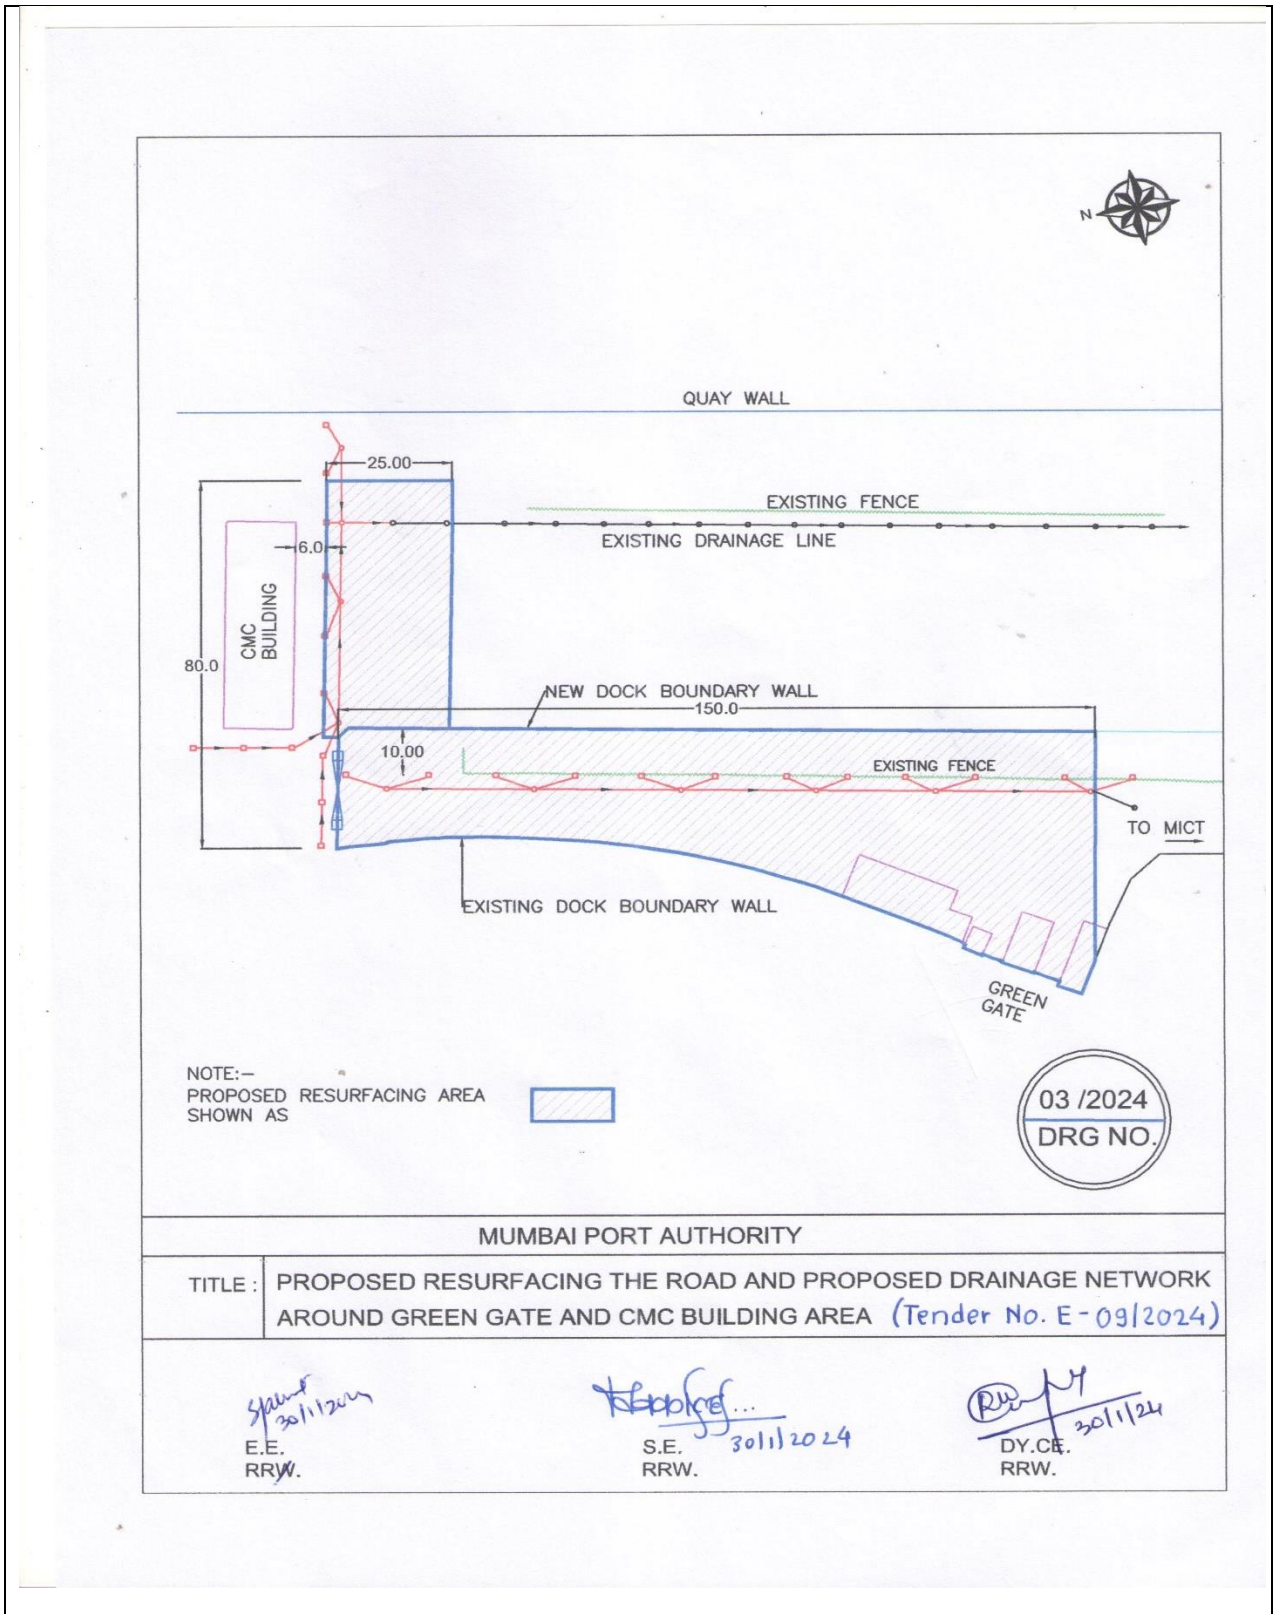 N
QUAY WALL
25.00
EXISTING FENCE
EXISTING DRAINAGE LINE
6.0
CMC
BUILDING
80.0
NEW DOCK BOUNDARY WALL
150.0
10.00
EXISTING FENCE
TO MICT
EXISTING DOCK BOUNDARY WALL
GREEN
GATE
NOTE:-
PROPOSED RESURFACING AREA
SHOWN AS
03 /2024
DRG NO.
MUMBAI PORT AUTHORITY
TITLE :
PROPOSED RESURFACING THE ROAD AND PROPOSED DRAINAGE NETWORK
AROUND GREEN GATE AND CMC BUILDING AREA (Tender No. E-09/2024)
30/1/2024
E.E.
RRW.
30/1/2024
S.E.
RRW.
30/1/24
DY.CE.
RRW.